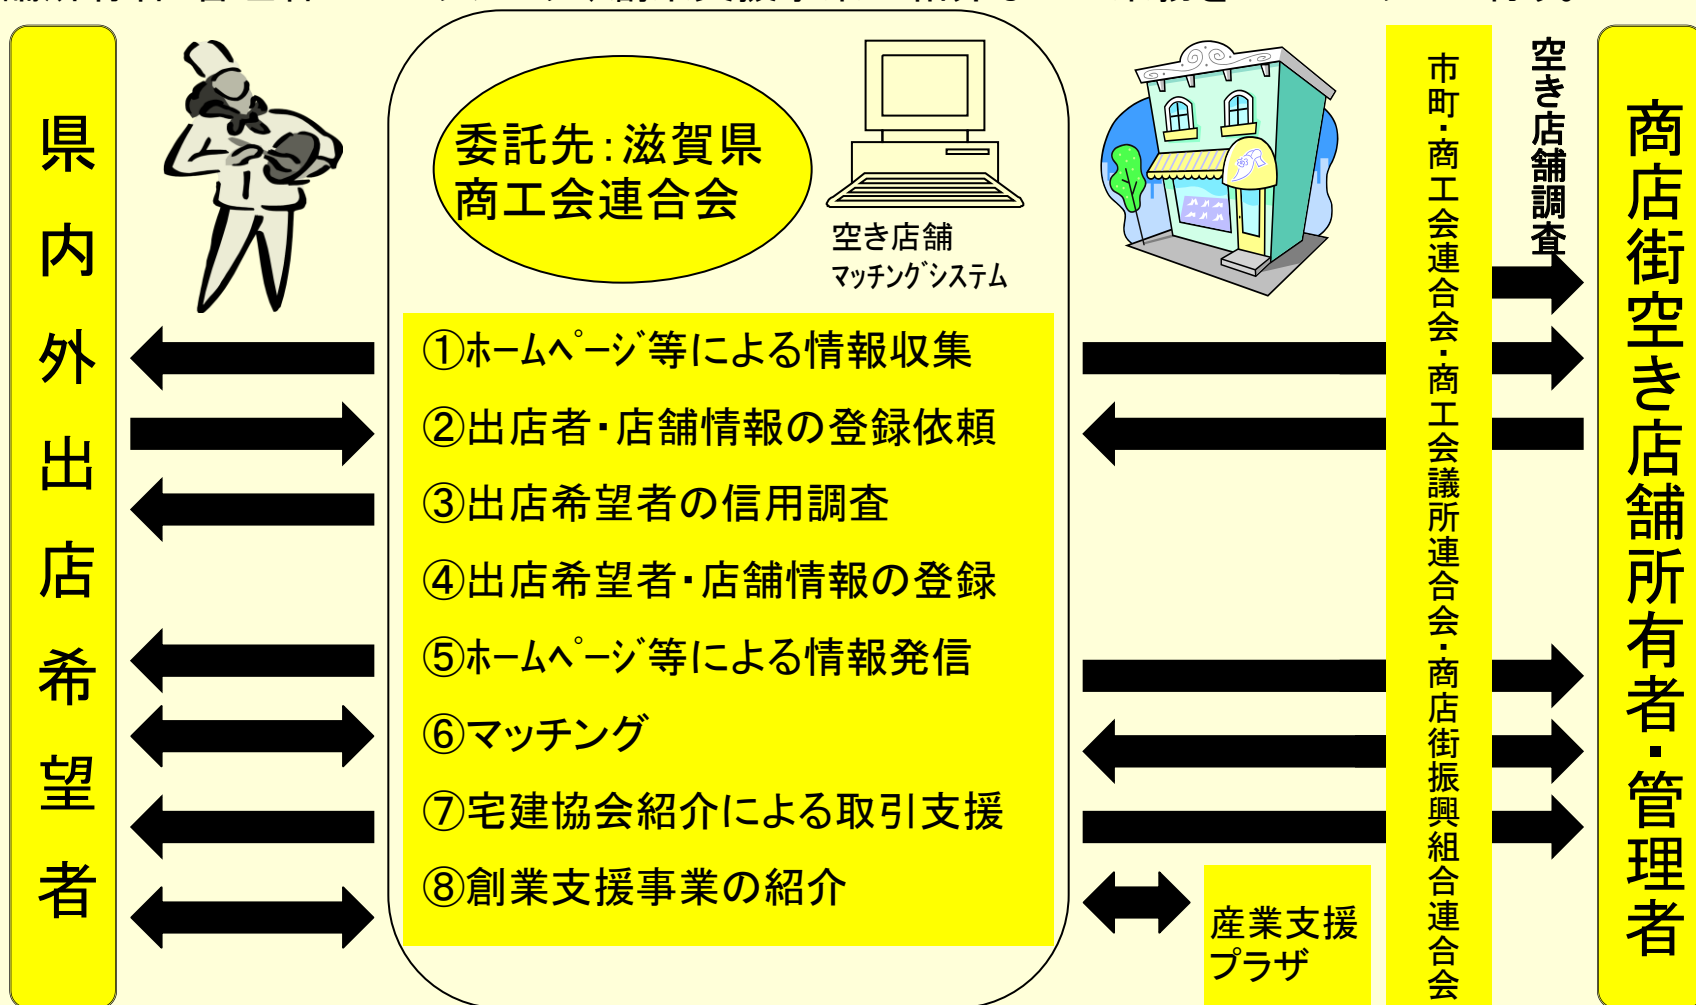 県内外出店希望者
委託先：滋賀県
商工会連合会
空き店舗
ﾏｯﾁﾝｸﾞｼｽﾃﾑ
①ﾎｰﾑﾍﾟｰｼﾞ等による情報収集
②出店者・店舗情報の登録依頼
③出店希望者の信用調査
④出店希望者・店舗情報の登録
⑤ﾎｰﾑﾍﾟｰｼﾞ等による情報発信
⑥マッチング
⑦宅建協会紹介による取引支援
⑧創業支援事業の紹介
産業支援
プラザ
市町・商工会連合会・商工会議所連合会・商店街振興組合連合会
空き店舗調査
商店街空き店舗所有者・管理者